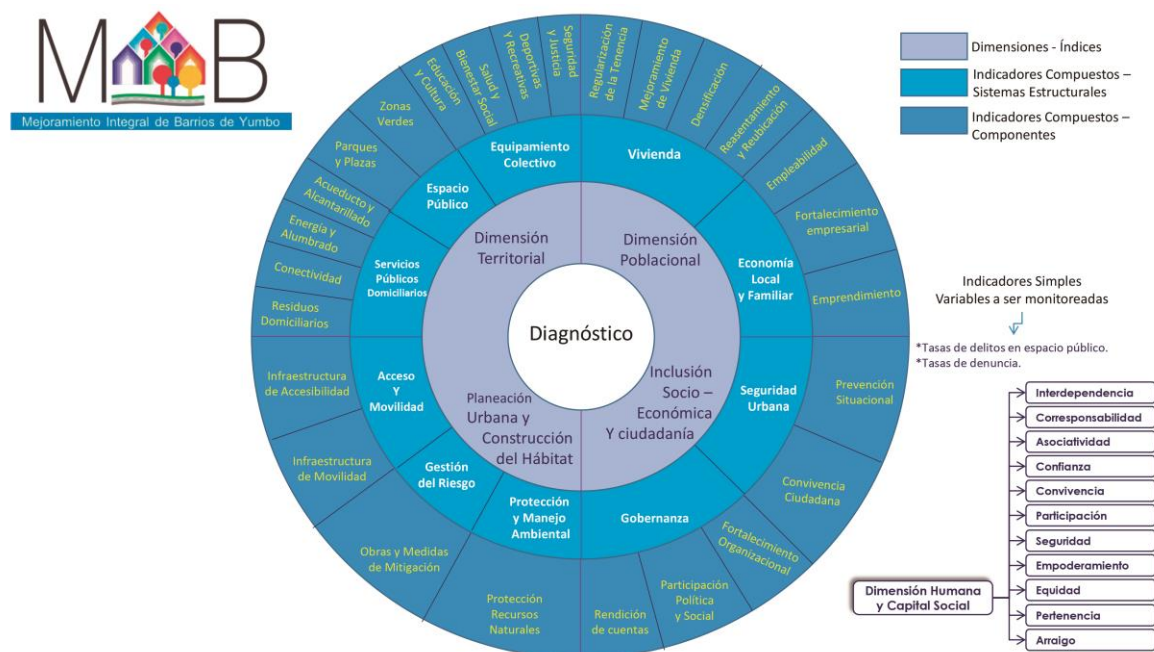 MIB
Mejoramiento Integral de Barrios de Yumbo
Dimensiones - Índices
Indicadores Compuestos –
Sistemas Estructurales
Indicadores Compuestos –
Componentes
Diagnóstico
Dimensión
Territorial
Dimensión
Poblacional
Inclusión
Socio –
Económica
Y ciudadanía
Planeación
Urbana y
Construcción
del Hábitat
Equipamiento
Colectivo
Vivienda
Economía
Local
y Familiar
Seguridad
Urbana
Gobernanza
Protección
y Manejo
Ambiental
Gestión
del Riesgo
Acceso
Y
Movilidad
Servicios
Públicos
Domiciliarios
Espacio
Público
Zonas
Verdes
Educación
y Cultura
Salud y
Bienestar Social
Deportivas
y Recreativas
Seguridad
y Justicia
Regularización
de la Tenencia
Mejoramiento
de Vivienda
Densificación
Reasentamiento
y Reubicación
Empleabilidad
Fortalecimiento
empresarial
Emprendimiento
Prevención
Situacional
Convivencia
Ciudadana
Fortalecimiento
Organizacional
Participación
Política
y Social
Rendición
de cuentas
Protección
Recursos
Naturales
Obras y Medidas
de Mitigación
Infraestructura
de Movilidad
Infraestructura
de Accesibilidad
Residuos
Domiciliarios
Conectividad
Energía y
Alumbrado
Acueducto y
Alcantarillado
Parques
y Plazas
Indicadores Simples
Variables a ser monitoreadas
*Tasas de delitos en espacio público.
*Tasas de denuncia.
Dimensión Humana
y Capital Social
Interdependencia
Corresponsabilidad
Asociatividad
Confianza
Convivencia
Participación
Seguridad
Empoderamiento
Equidad
Pertenencia
Arraigo